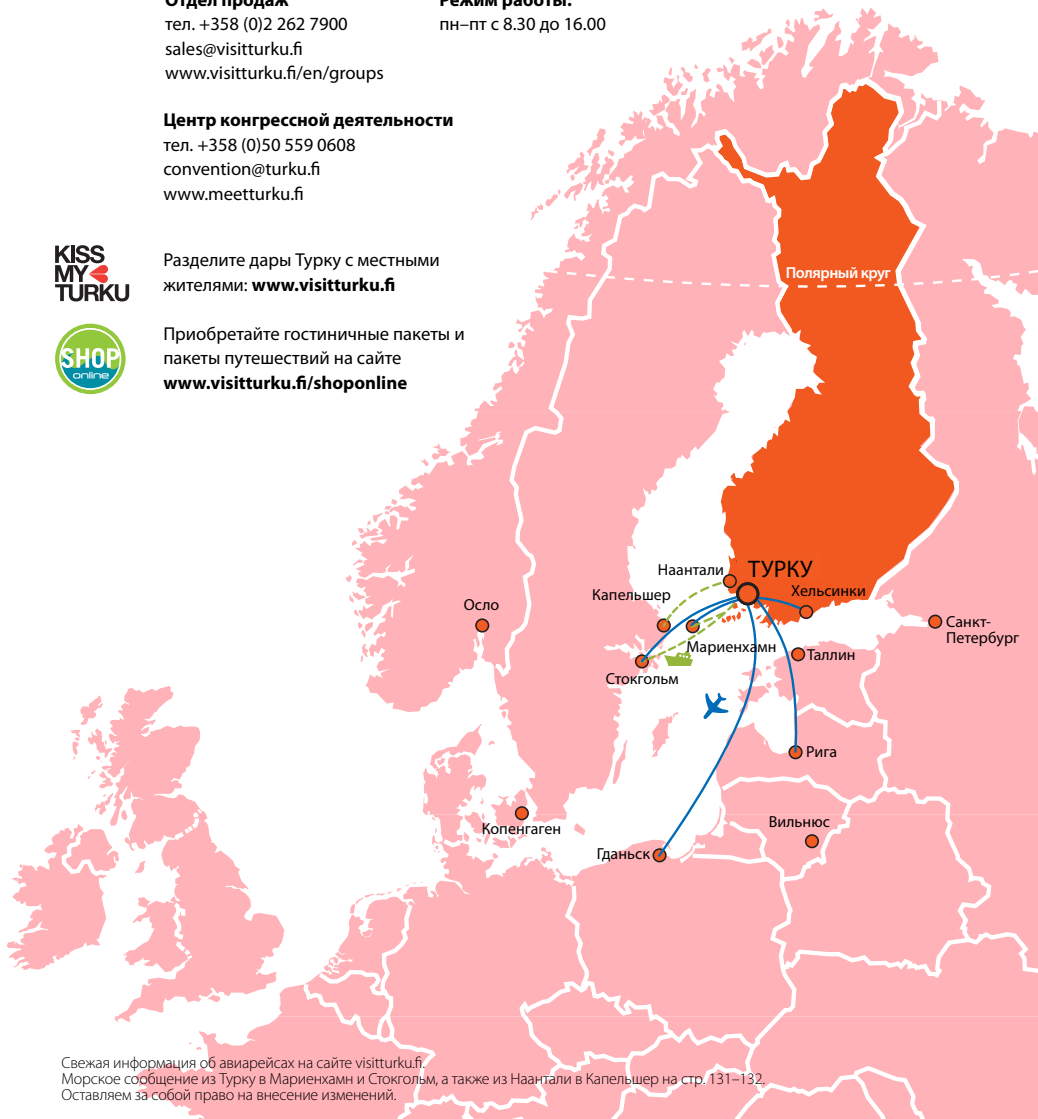 Отдел продаж
тел. +358 (0)2 262 7900
sales@visitturku.fi
www.visitturku.fi/en/groups
Режим работы:
пн–пт с 8.30 до 16.00
Центр конгрессной деятельности
тел. +358 (0)50 559 0608
convention@turku.fi
www.meetturku.fi
KISS
MY
TURKU
Разделите дары Турку с местными
жителями: www.visitturku.fi
SHOP
online
Приобретайте гостиничные пакеты и
пакеты путешествий на сайте
www.visitturku.fi/shoponline
Полярный круг
Наантали
ТУРКУ
Капельшер
Хельсинки
Осло
Санкт-
Петербург
Мариенхамн
Таллин
Стокгольм
Рига
Копенгаген
Вильнюс
Гданьск
Свежая информация об авиарейсах на сайте visitturku.fi.
Морское сообщение из Турку в Мариенхамн и Стокгольм, а также из Наантали в Капельшер на стр. 131–132.
Оставляем за собой право на внесение изменений.